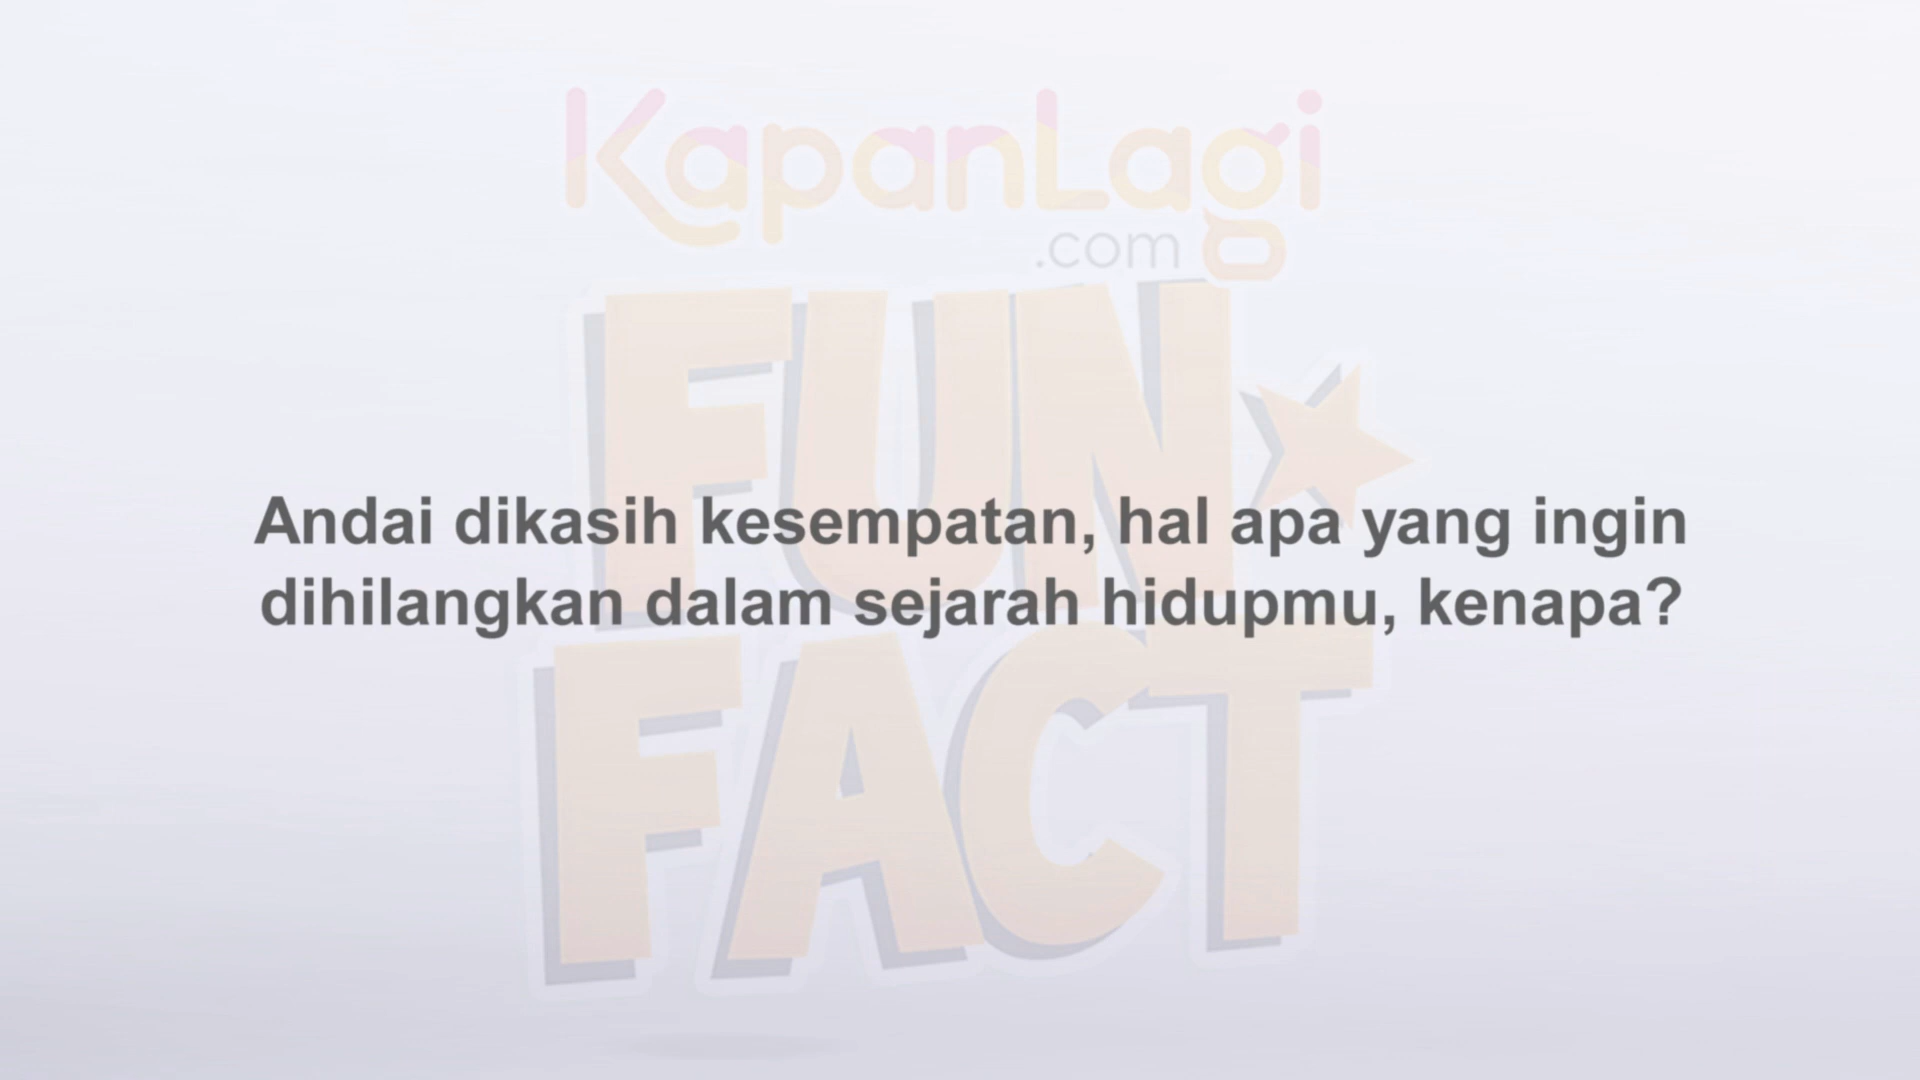 KapanLagi
.com
FUN
Andai dikasih kesempatan, hal apa yang ingin
dihilangkan dalam sejarah hidupmu, kenapa?
FACT